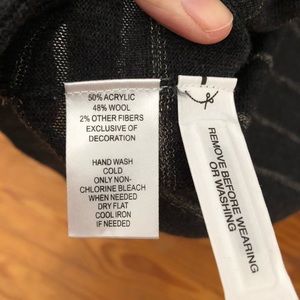 50% ACRYLIC
48% WOOL
2% OTHER FIBERS
EXCLUSIVE OF
DECORATION
HAND WASH
COLD
ONLY NON-
CHLORINE BLEACH
WHEN NEEDED
DRY FLAT
COOL IRON
IF NEEDED
REMOVE BEFORE WEARING
OR WASHING